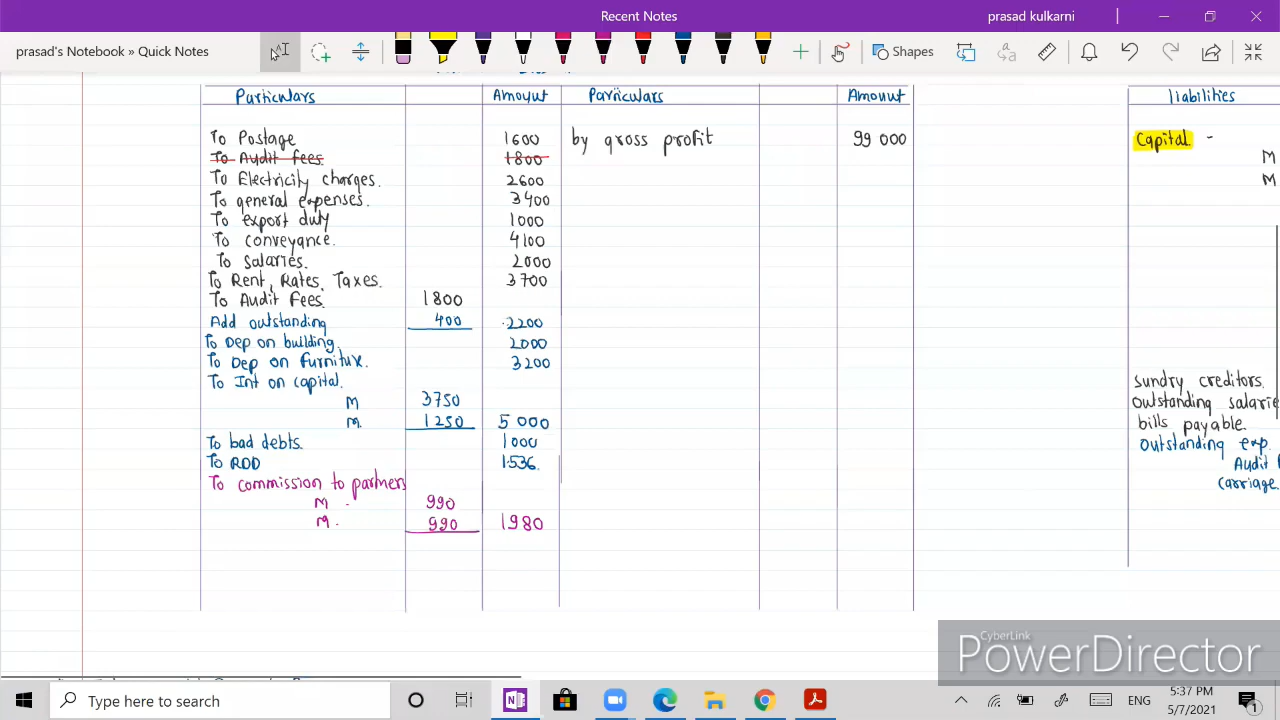 Recent Notes
prasad kulkarni
prasad's Notebook » Quick Notes
Shapes
Particulars Amoyut Particulars Amount
To Postage 1600 by gross profit 99 000
To Audit fees 1800
To Electricity charges. 2600
To general expenses. 3400
To export duty 1000
To conveyance. 4100
To salaries. 2000
To Rent, Rates, Taxes. 3700
To Audit Fees. 1800
Add outstanding 400 2200
To Dep on building. 2000
To Dep on Furniture. 3200
To Int on capital.
M 3750
M. 1250 5 000
To bad debts. 1000
To RDD 1536.
To commission to partners
M 990
M. 990 1980
liabilities
Capital -
M
M
sundry creditors.
outstanding salarie
bills payable.
outstanding exp.
Audit
carriage.
CyberLink
PowerDirector
Type here to search
ENG
5:37 PM
5/7/2021
1